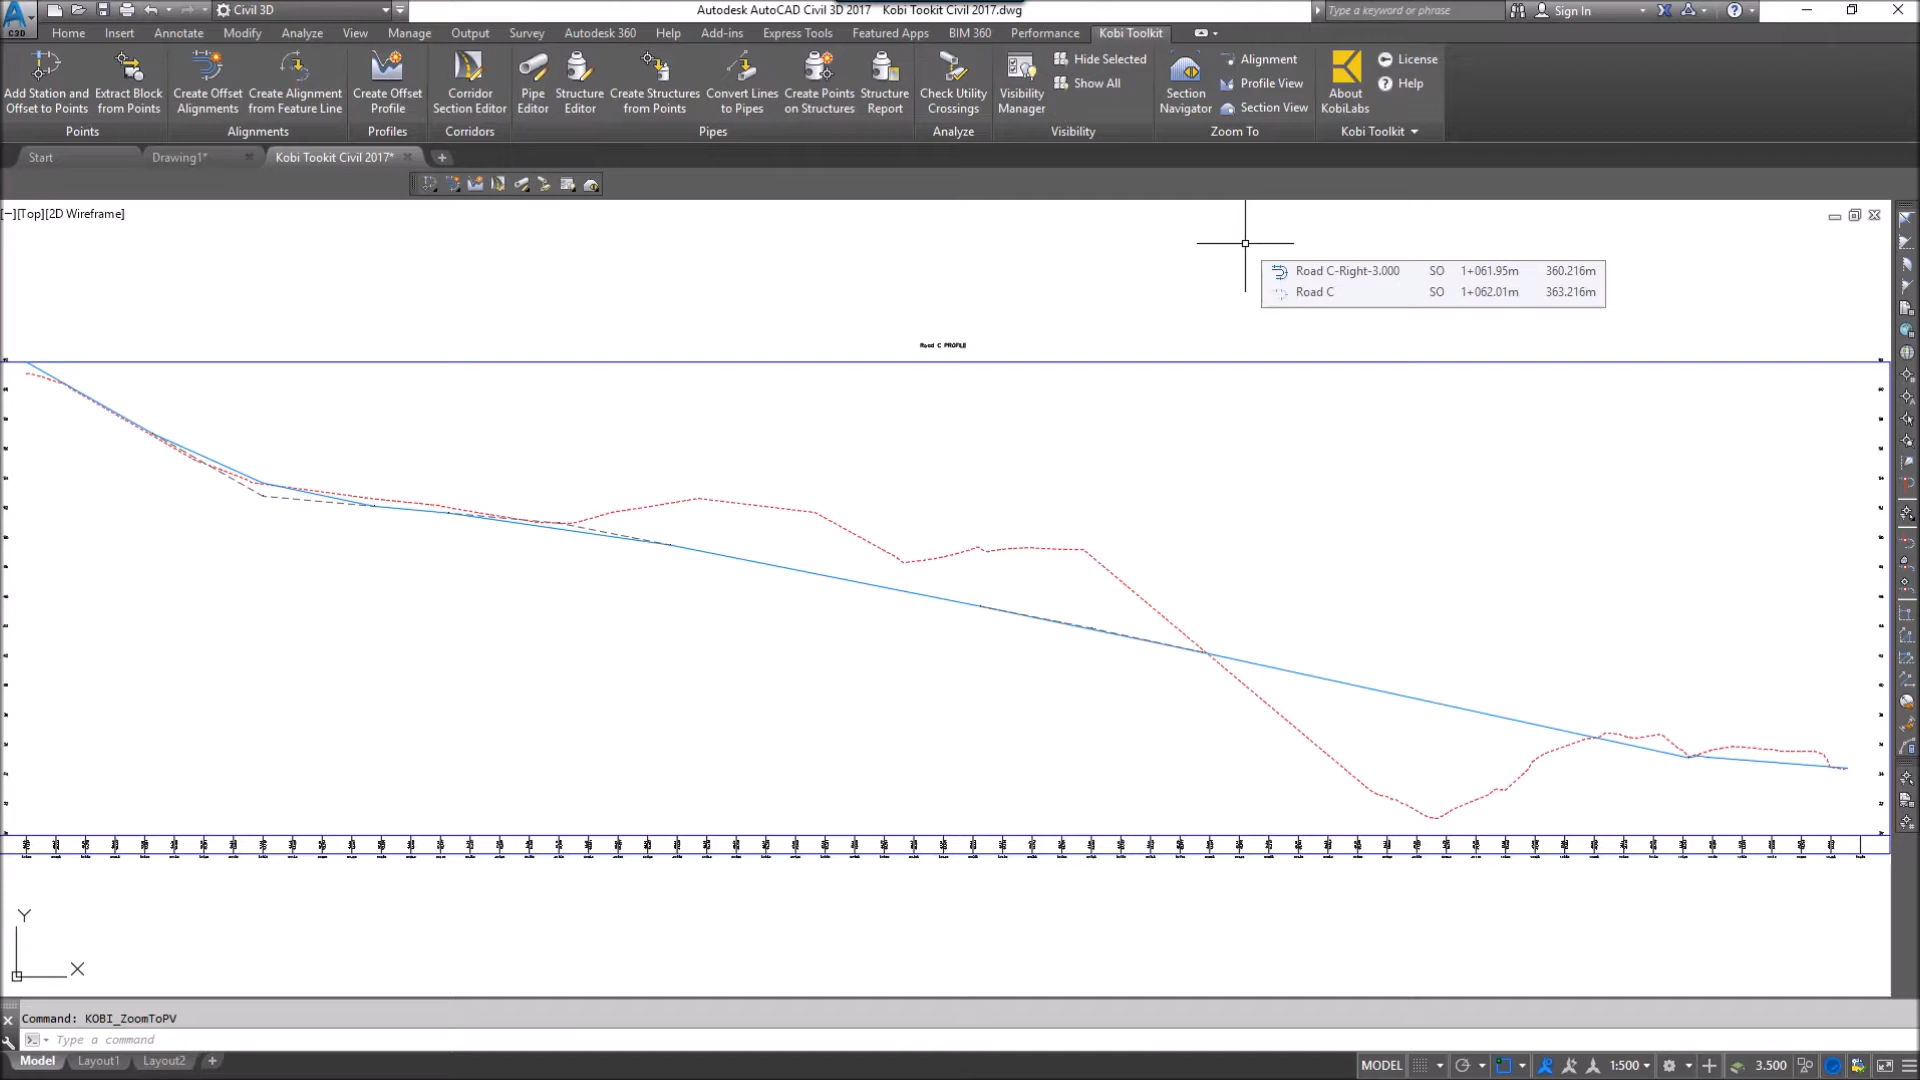 C3D
Civil 3D
Autodesk AutoCAD Civil 3D 2017 Kobi Tookit Civil 2017.dwg
Type a keyword or phrase
Sign In
Home Insert Annotate Modify Analyze View Manage Output Survey Autodesk 360 Help Add-ins Express Tools Featured Apps BIM 360 Performance Kobi Toolkit
Add Station and Offset to Points
Extract Block from Points
Points
Create Offset Alignments
Create Alignment from Feature Line
Alignments
Create Offset Profile
Profiles
Corridor Section Editor
Corridors
Pipe Editor
Structure Editor
Create Structures from Points
Convert Lines to Pipes
Create Points on Structures
Structure Report
Pipes
Check Utility Crossings
Analyze
Visibility Manager
Hide Selected
Show All
Visibility
Section Navigator
Alignment
Profile View
Section View
Zoom To
About KobiLabs
License
Help
Kobi Toolkit
Start Drawing1* Kobi Tookit Civil 2017*
[−][Top][2D Wireframe]
Road C-Right-3.000 SO 1+061.95m 360.216m
Road C SO 1+062.01m 363.216m
Road C PROFILE
Y
X
Command: KOBI_ZoomToPV
Type a command
Model Layout1 Layout2
MODEL 1:500 3.500